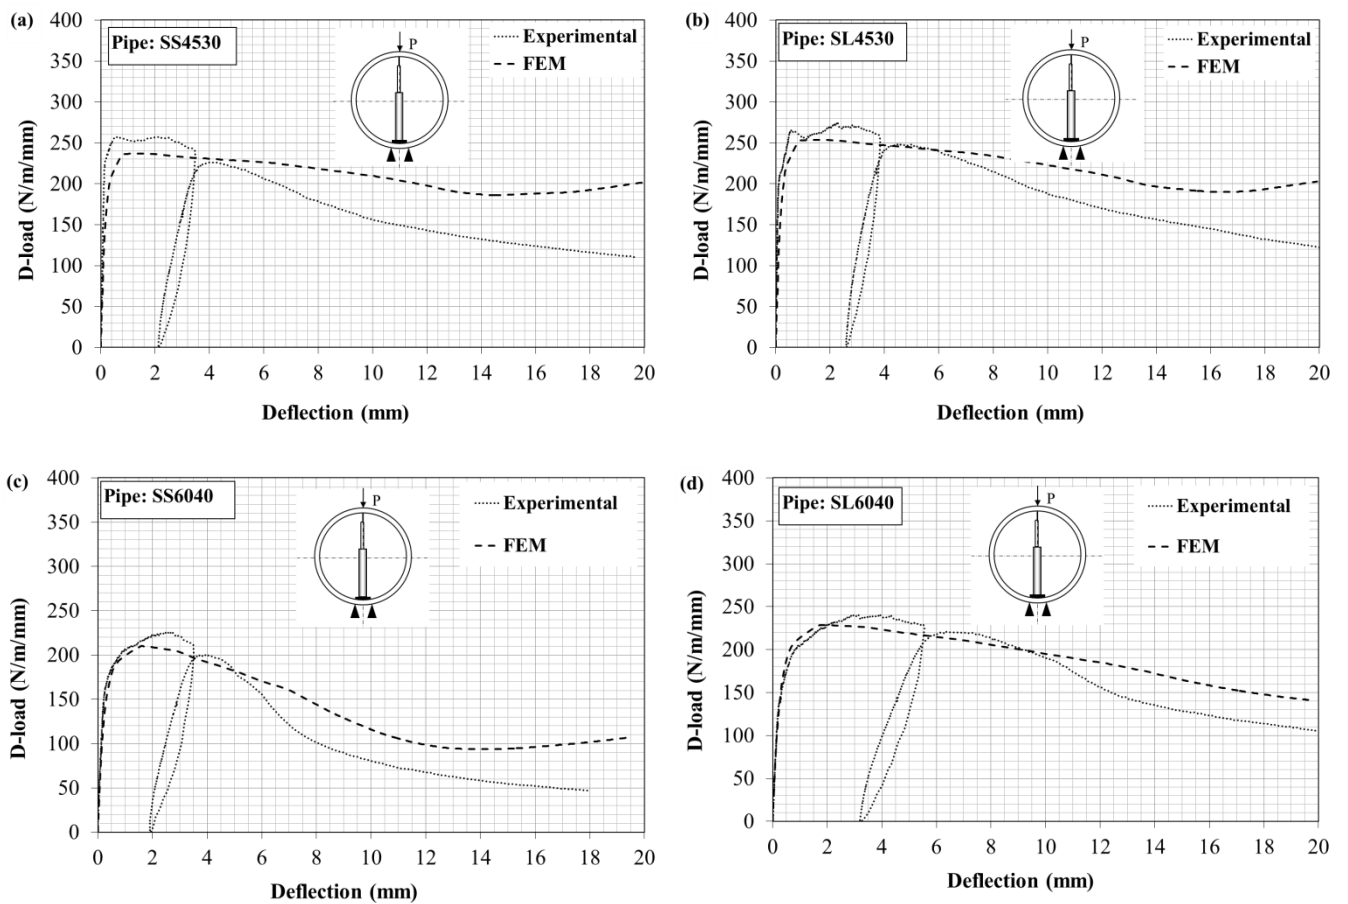 (a)
Pipe: SS4530
P
Experimental
FEM
D-load (N/m/mm)
400
350
300
250
200
150
100
50
0
0 2 4 6 8 10 12 14 16 18 20
Deflection (mm)
(b)
Pipe: SL4530
P
Experimental
FEM
D-load (N/m/mm)
400
350
300
250
200
150
100
50
0
0 2 4 6 8 10 12 14 16 18 20
Deflection (mm)
(c)
Pipe: SS6040
P
Experimental
FEM
D-load (N/m/mm)
400
350
300
250
200
150
100
50
0
0 2 4 6 8 10 12 14 16 18 20
Deflection (mm)
(d)
Pipe: SL6040
P
Experimental
FEM
D-load (N/m/mm)
400
350
300
250
200
150
100
50
0
0 2 4 6 8 10 12 14 16 18 20
Deflection (mm)